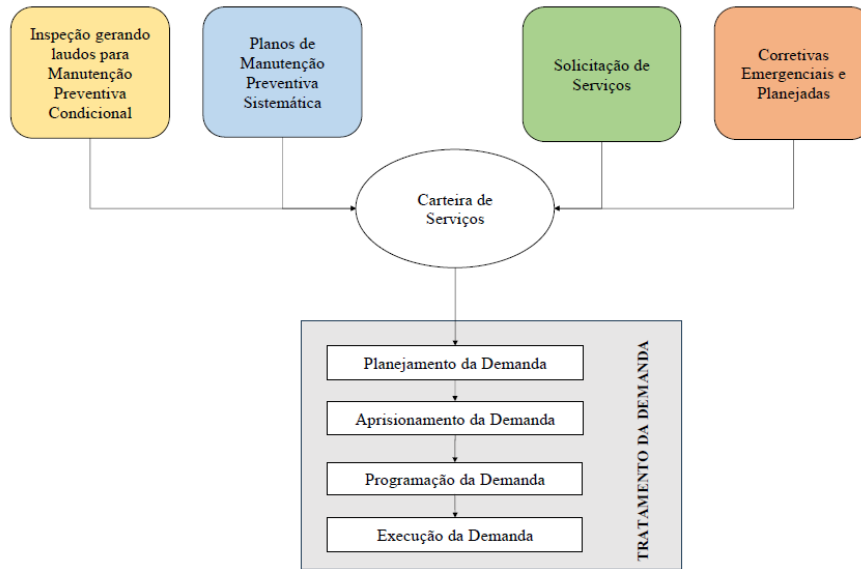 Inspeção gerando
laudos para
Manutenção
Preventiva
Condicional
Planos de
Manutenção
Preventiva
Sistemática
Solicitação de
Serviços
Corretivas
Emergenciais e
Planejadas
Carteira de
Serviços
Planejamento da Demanda
Aprisionamento da Demanda
Programação da Demanda
Execução da Demanda
TRATAMENTO DA DEMANDA